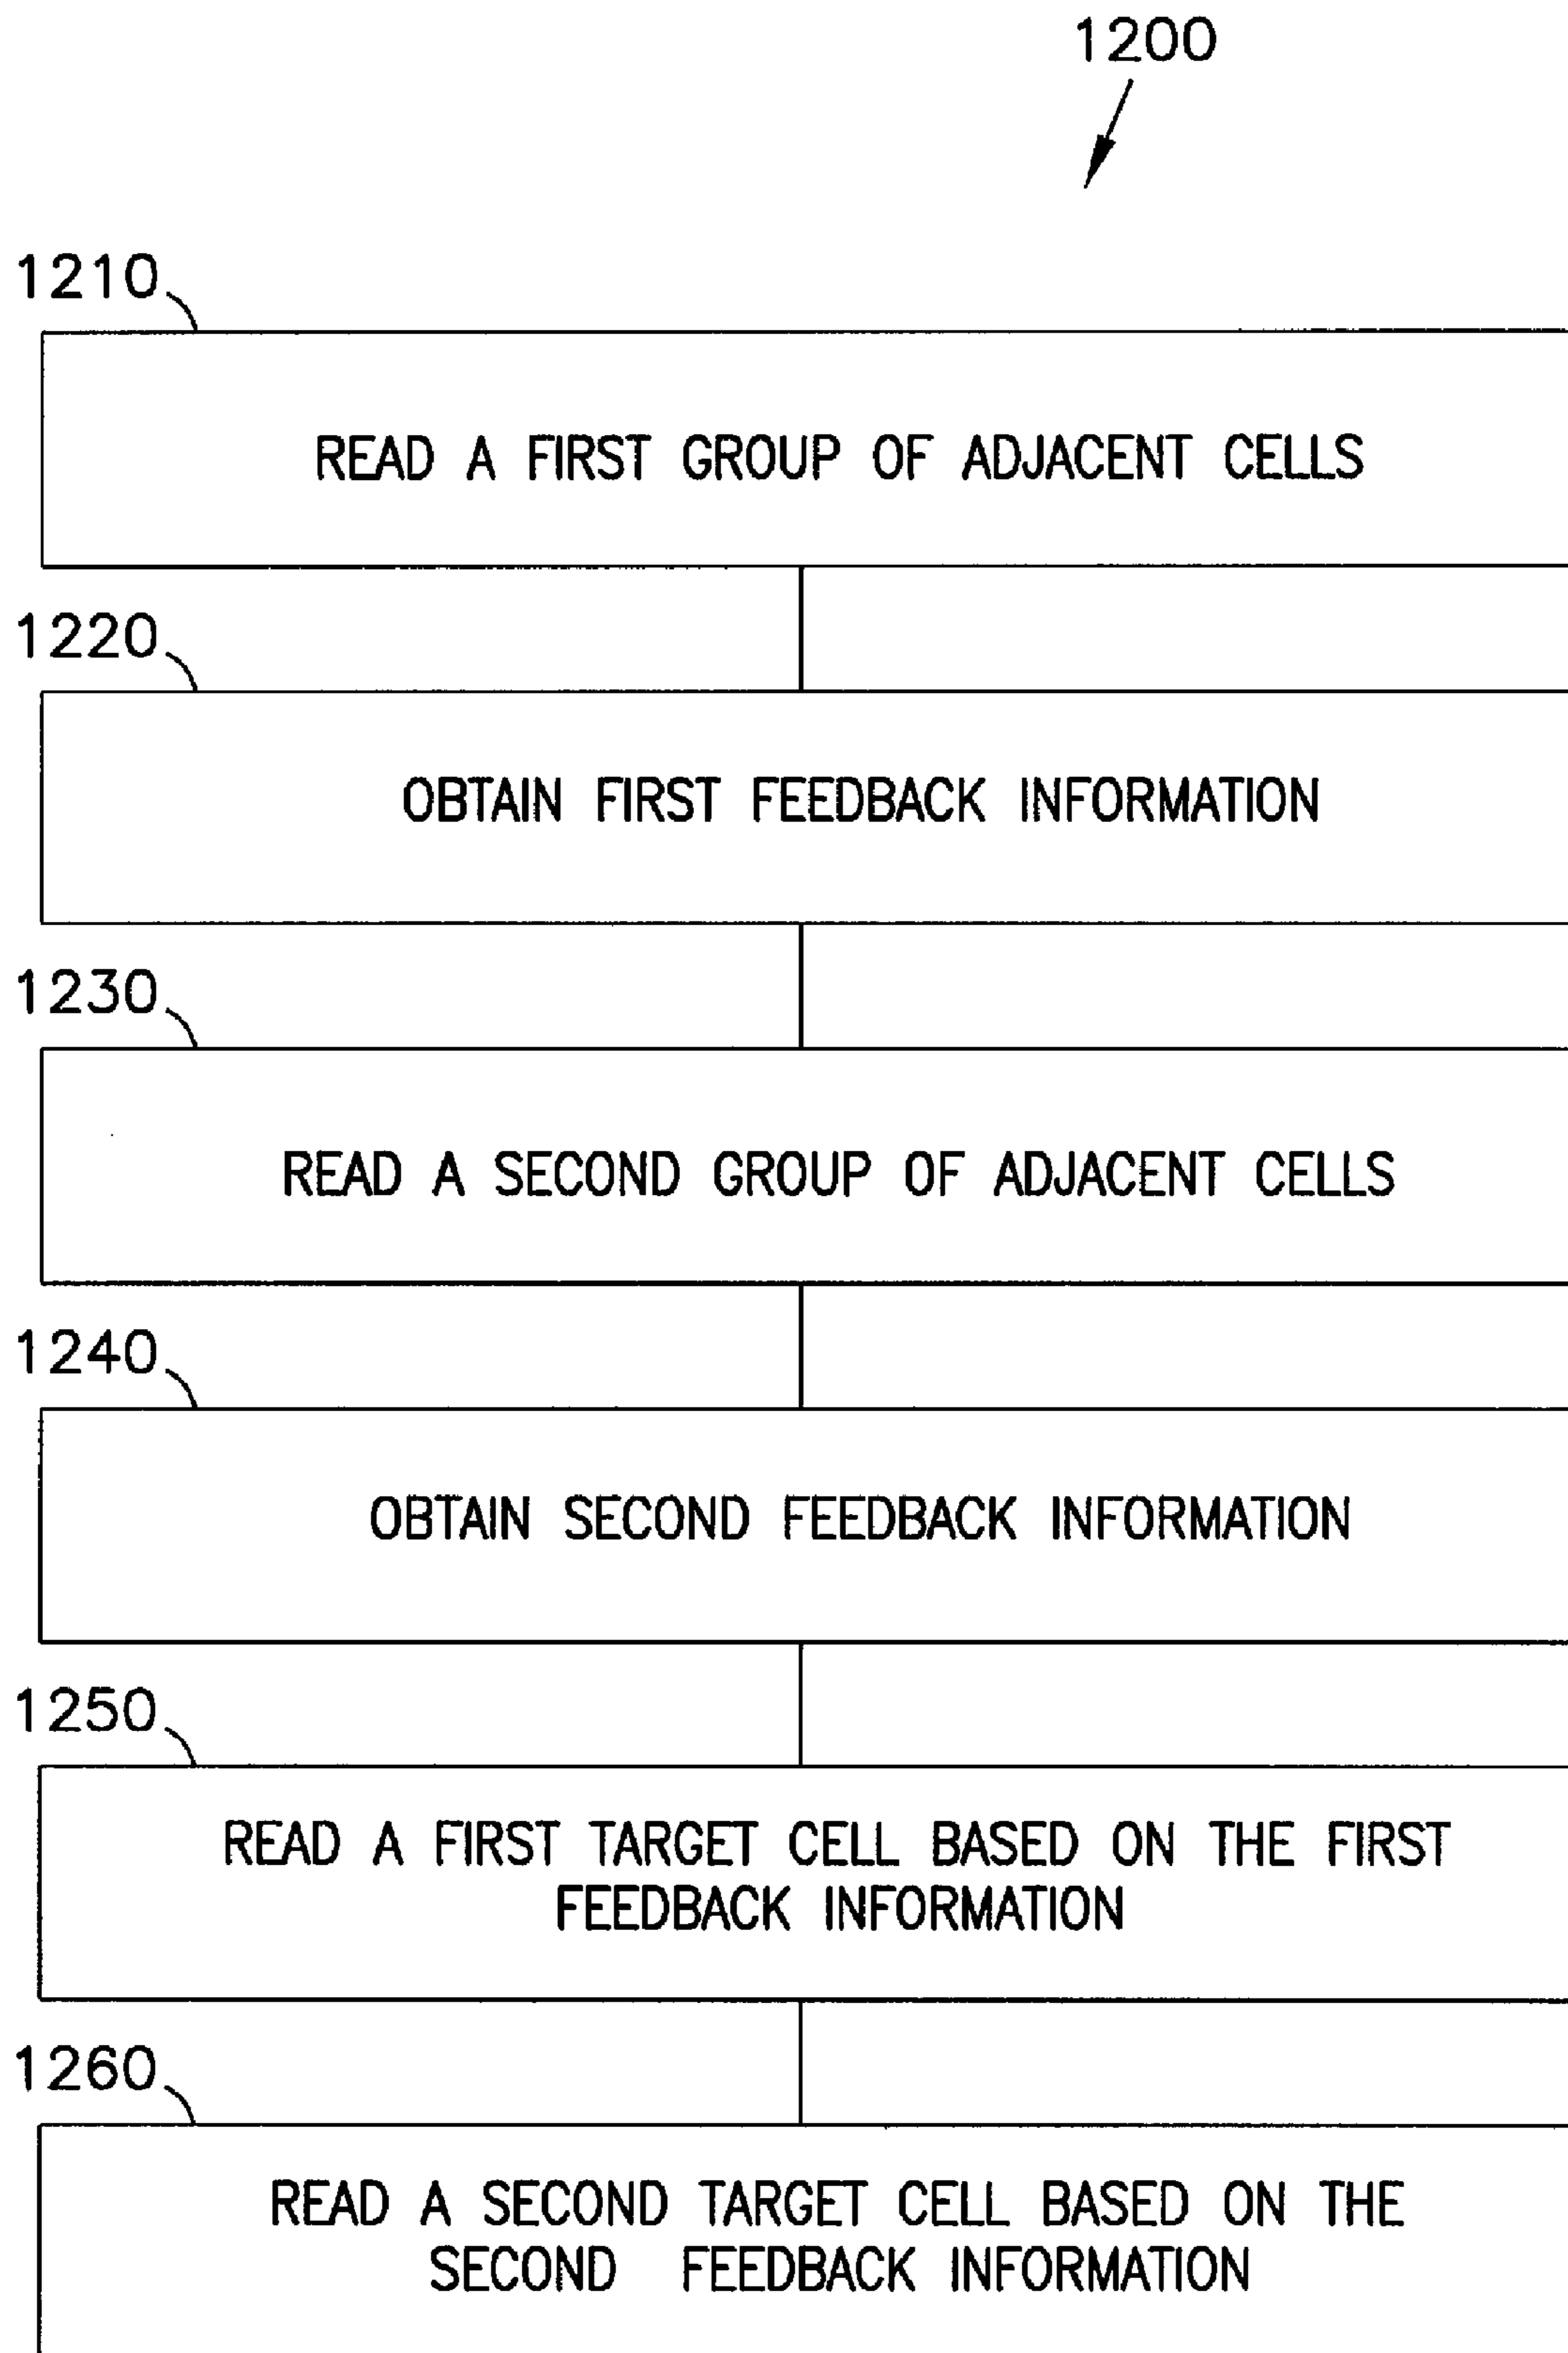 1200
1210
READ A FIRST GROUP OF ADJACENT CELLS
1220
OBTAIN FIRST FEEDBACK INFORMATION
1230
READ A SECOND GROUP OF ADJACENT CELLS
1240
OBTAIN SECOND FEEDBACK INFORMATION
1250
READ A FIRST TARGET CELL BASED ON THE FIRST
FEEDBACK INFORMATION
1260
READ A SECOND TARGET CELL BASED ON THE
SECOND FEEDBACK INFORMATION